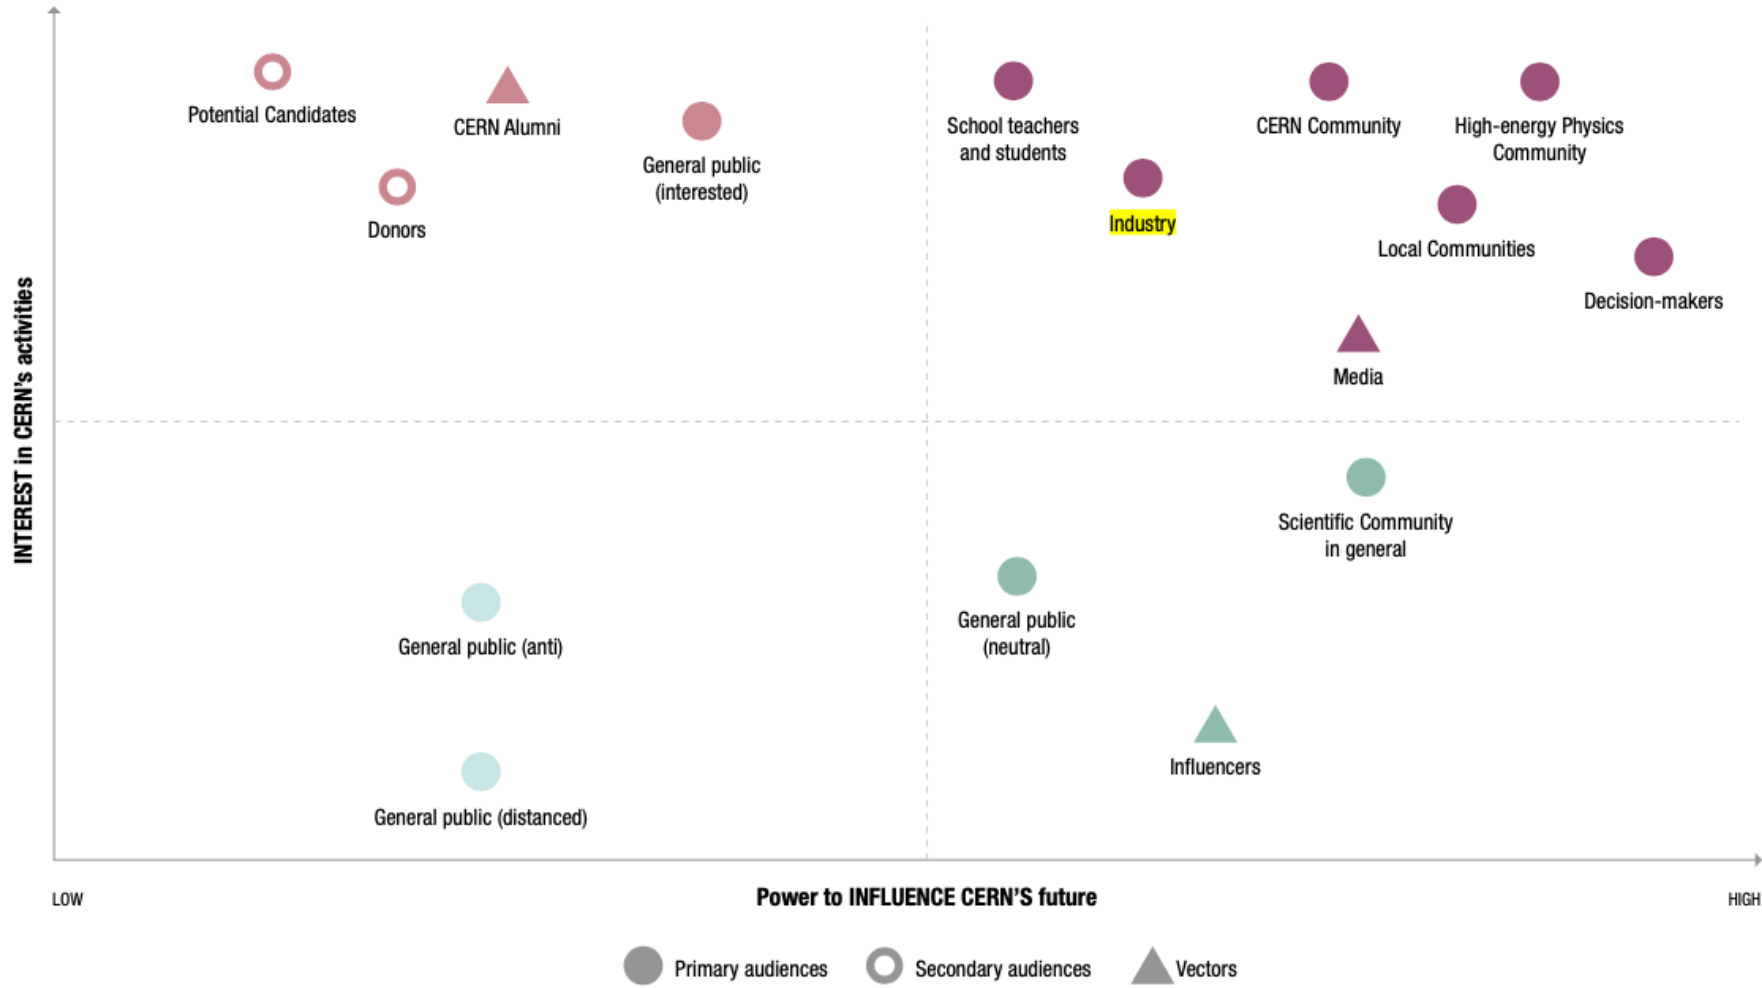 Potential Candidates
CERN Alumni
General public
(interested)
Donors
School teachers
and students
CERN Community
High-energy Physics
Community
Industry
Local Communities
Decision-makers
Media
INTEREST in CERN's activities
Scientific Community
in general
General public
(neutral)
General public (anti)
Influencers
General public (distanced)
LOW
Power to INFLUENCE CERN'S future
HIGH
Primary audiences
Secondary audiences
Vectors